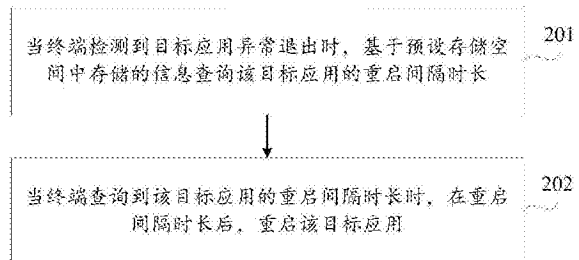 当终端检测到目标应用异常退出时，基于预设存储空
间中存储的信息查询该目标应用的重启间隔时长
201
当终端查询到该目标应用的重启间隔时长时，在重启
间隔时长后，重启该目标应用
202